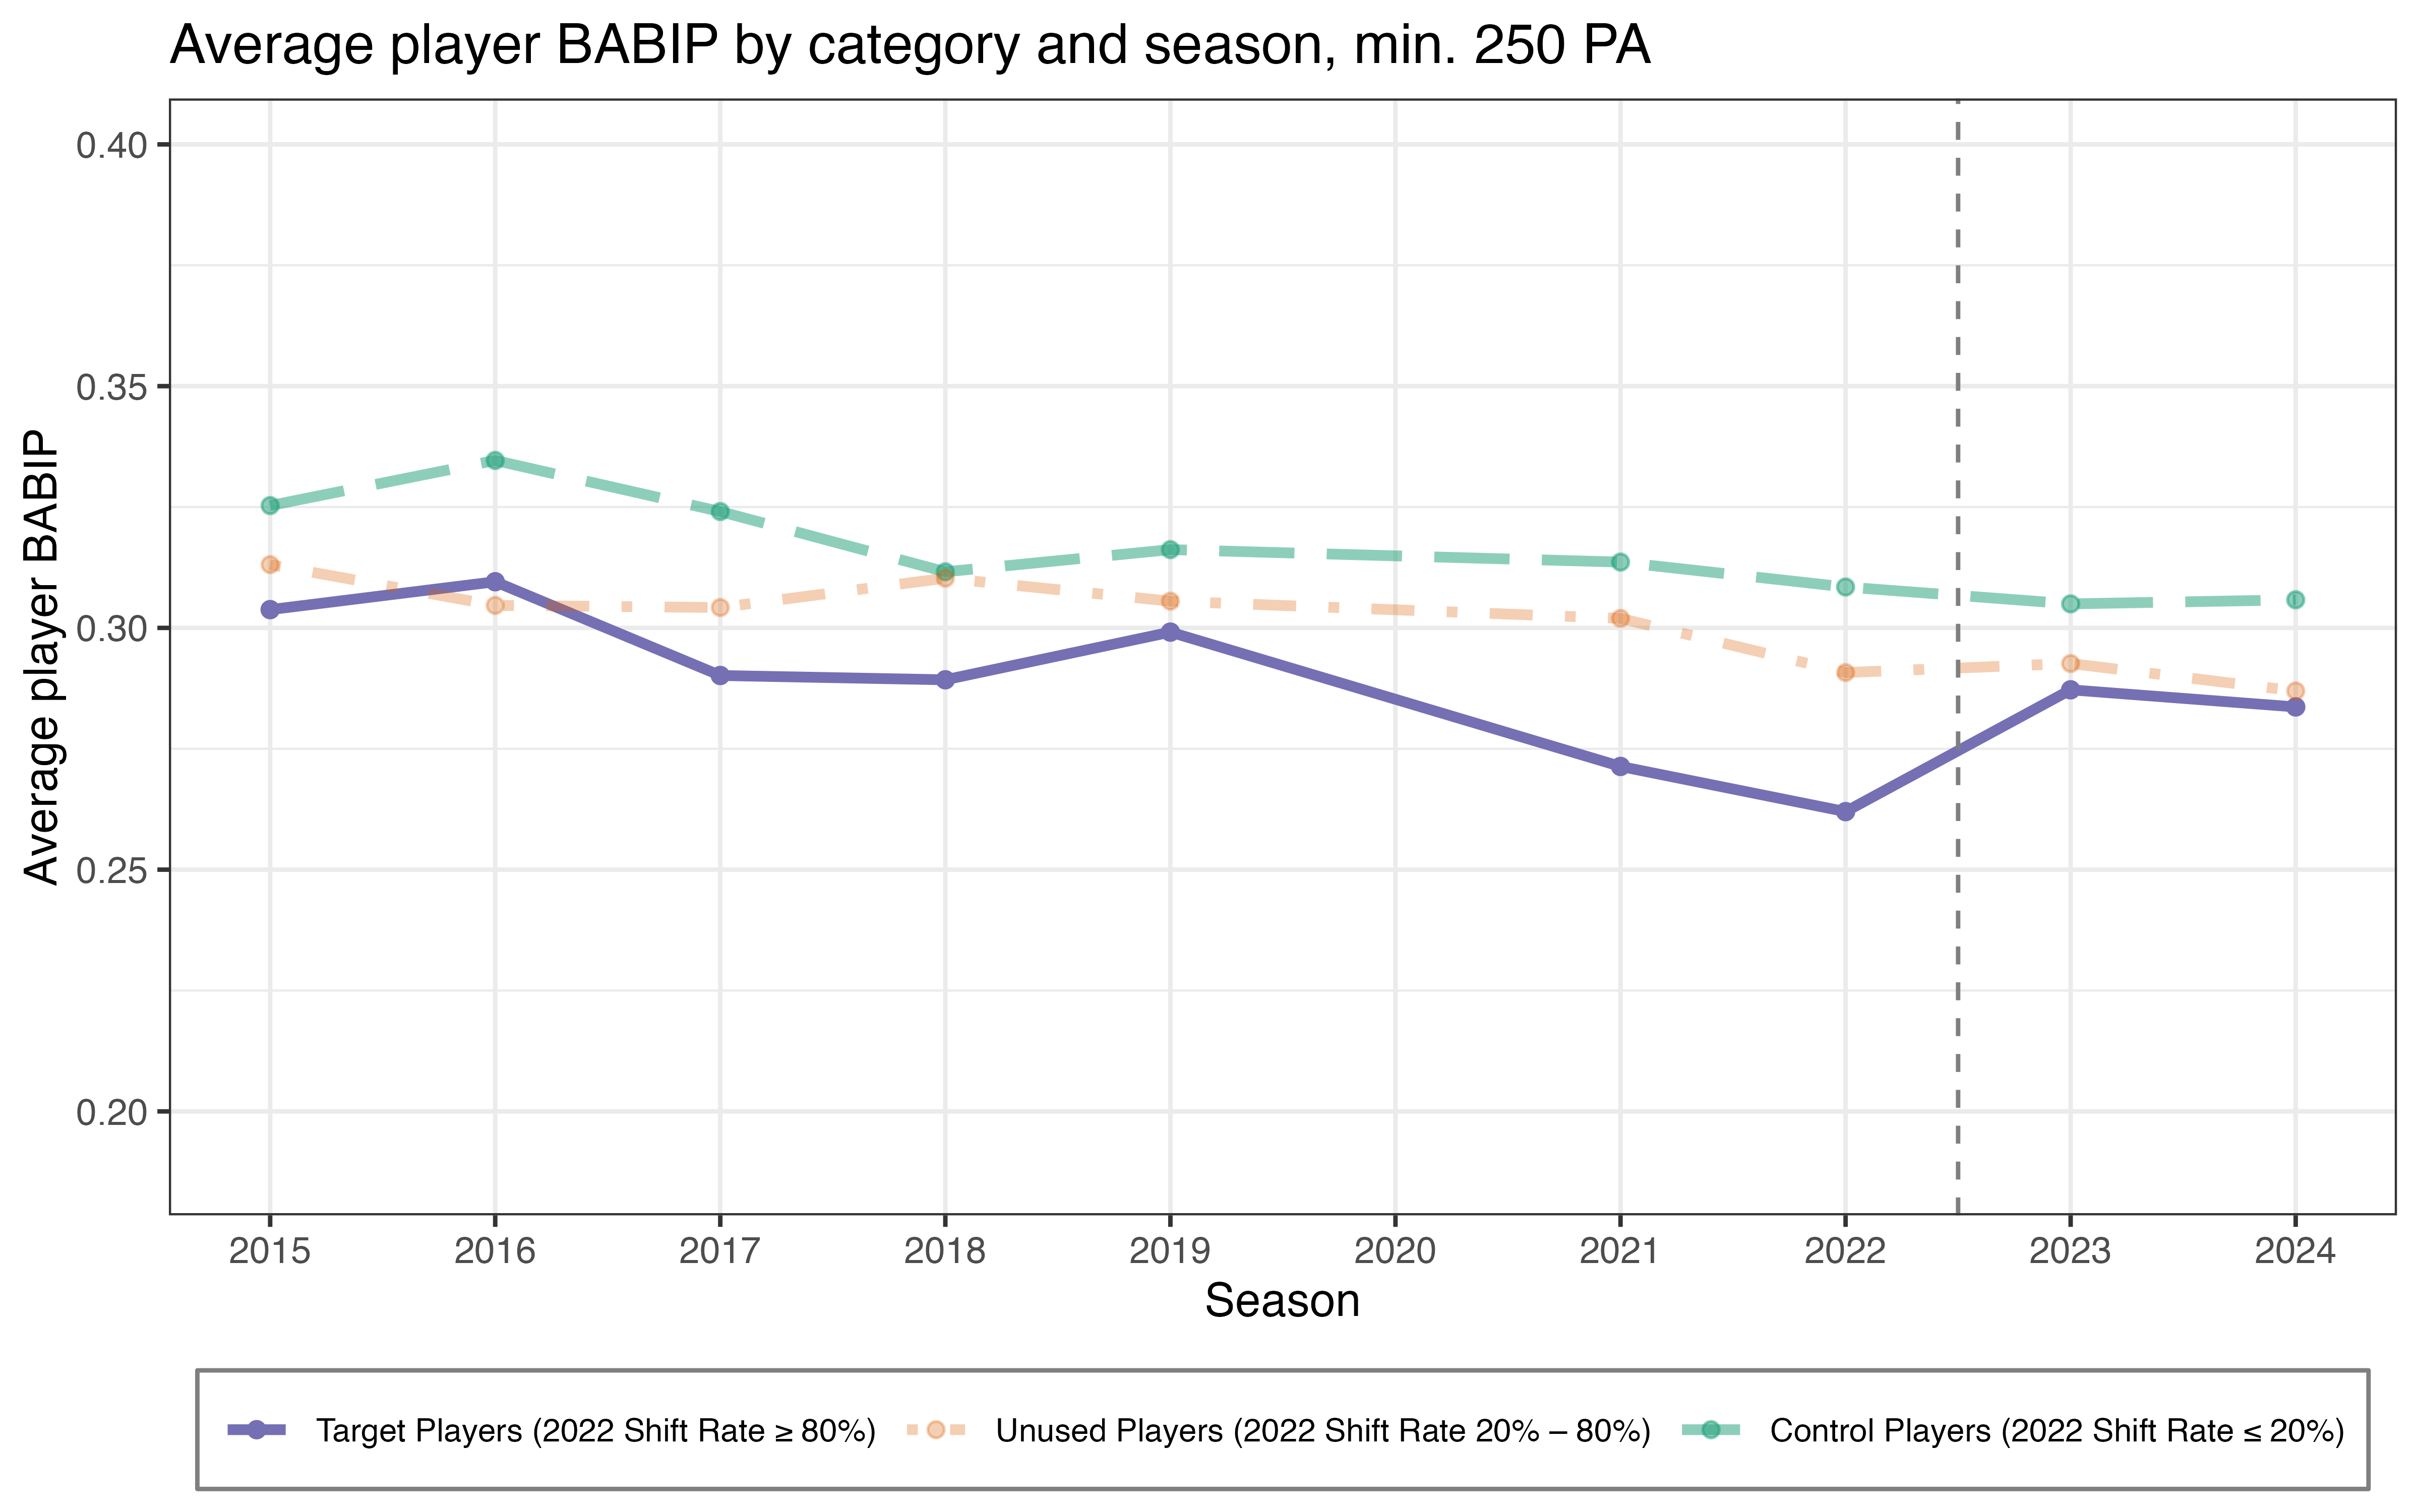 Average player BABIP by category and season, min. 250 PA
Average player BABIP
0.40
0.35
0.30
0.25
0.20
2015 2016 2017 2018 2019 2020 2021 2022 2023 2024
Season
Target Players (2022 Shift Rate ≥ 80%) Unused Players (2022 Shift Rate 20% – 80%) Control Players (2022 Shift Rate ≤ 20%)